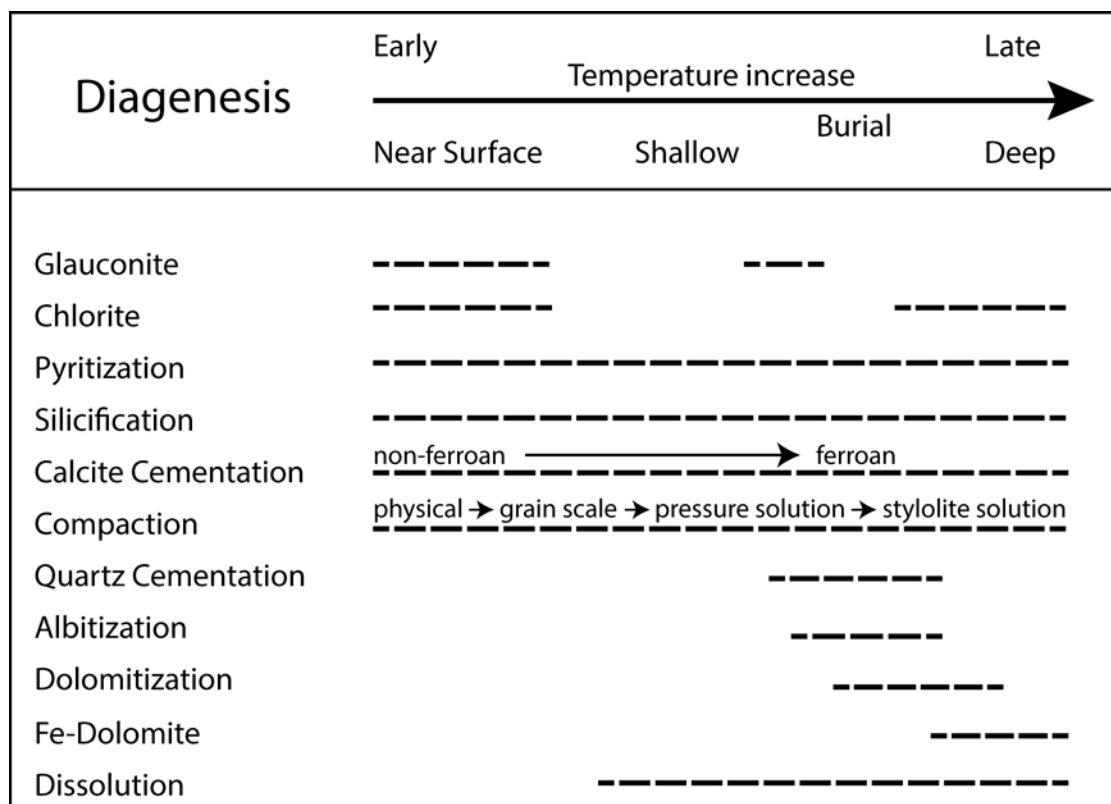 Diagenesis
Early Late
Temperature increase
Burial
Near Surface Shallow Deep
Glauconite
Chlorite
Pyritization
Silicification
Calcite Cementation
non-ferroan ferroan
Compaction
physical → grain scale → pressure solution → stylolite solution
Quartz Cementation
Albitization
Dolomitization
Fe-Dolomite
Dissolution